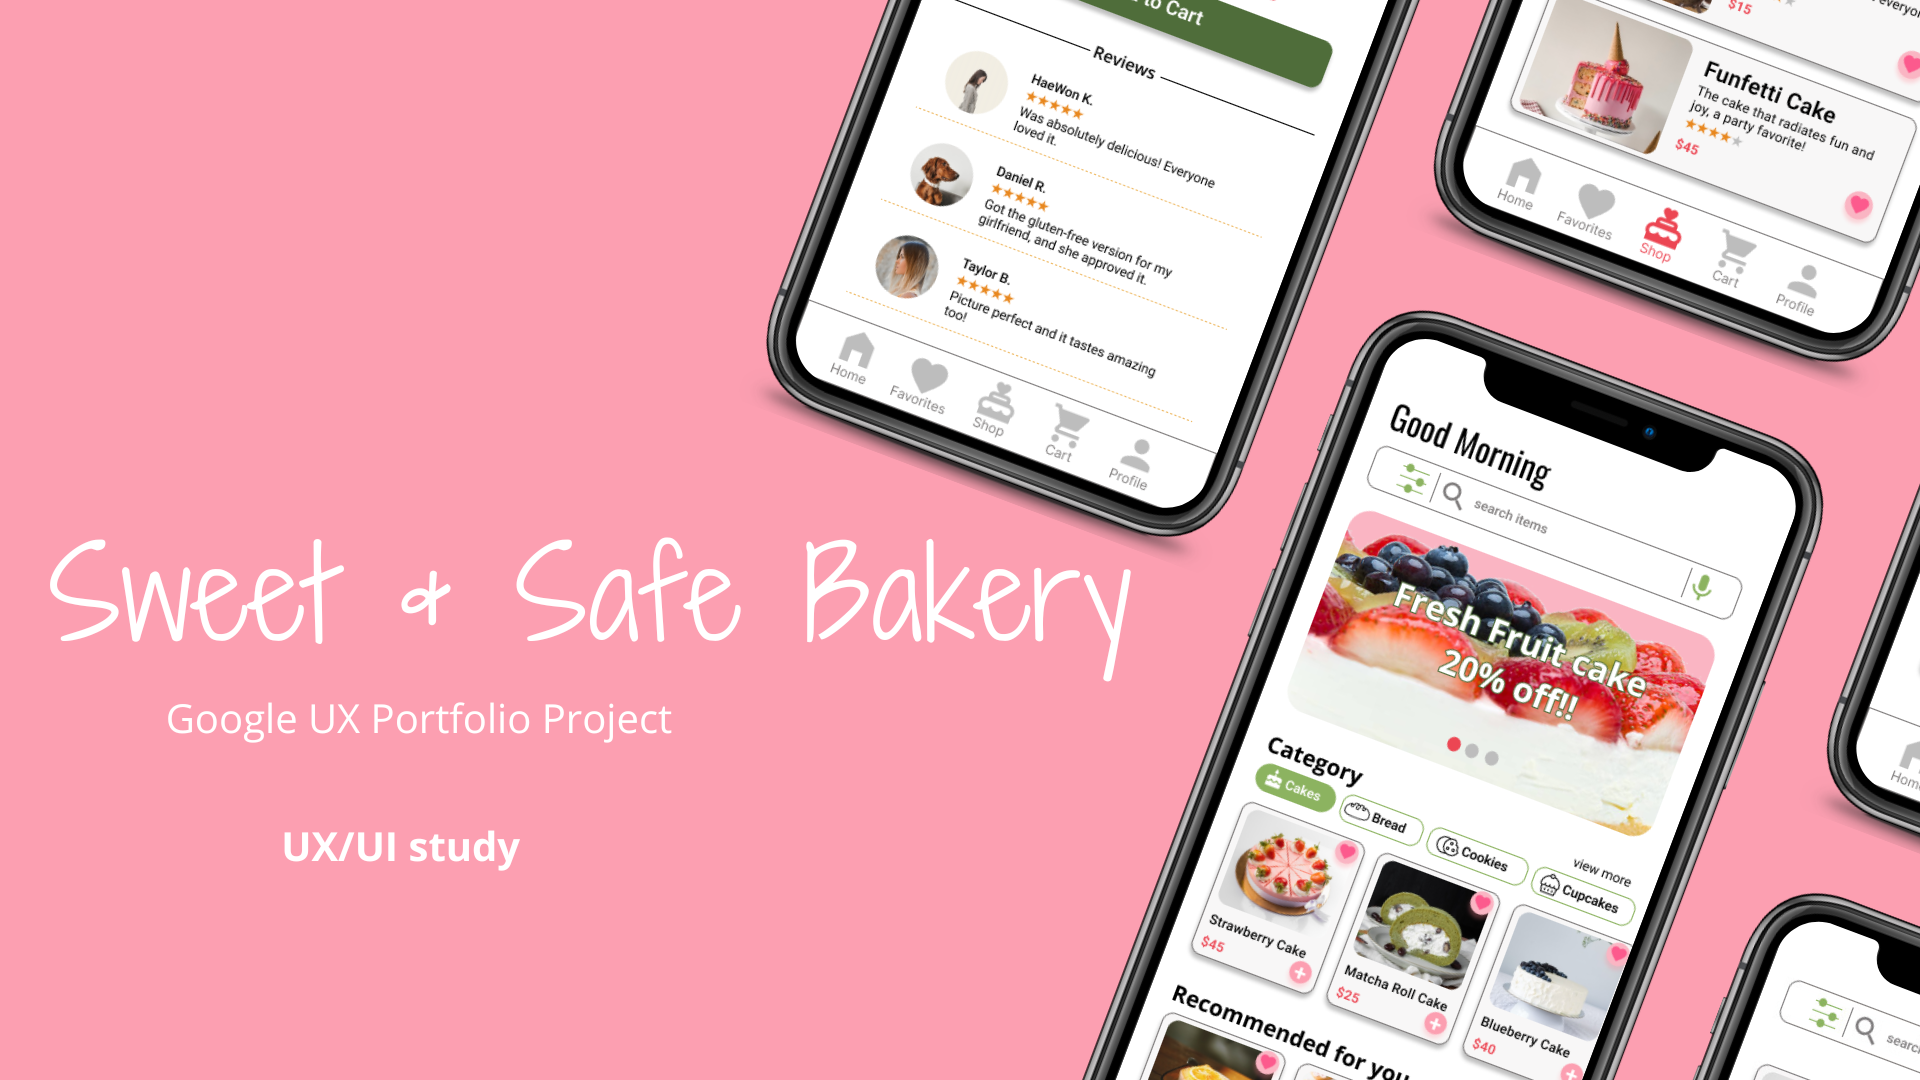 Sweet & Safe Bakery
Google UX Portfolio Project
UX/UI study
to Cart
Reviews
HaeWon K.
Was absolutely delicious! Everyone
loved it.
Daniel R.
Got the gluten-free version for my
girlfriend, and she approved it.
Taylor B.
Picture perfect and it tastes amazing
too!
Home
Favorites
Shop
Cart
Profile
$15
Funfetti Cake
The cake that radiates fun and
joy, a party favorite!
$45
Home
Favorites
Shop
Cart
Profile
Good Morning
search items
Fresh Fruit cake
20% off!!
Category
view more
Cakes
Bread
Cookies
Cupcakes
Strawberry Cake
$45
Matcha Roll Cake
$25
Blueberry Cake
$40
Recommended for you